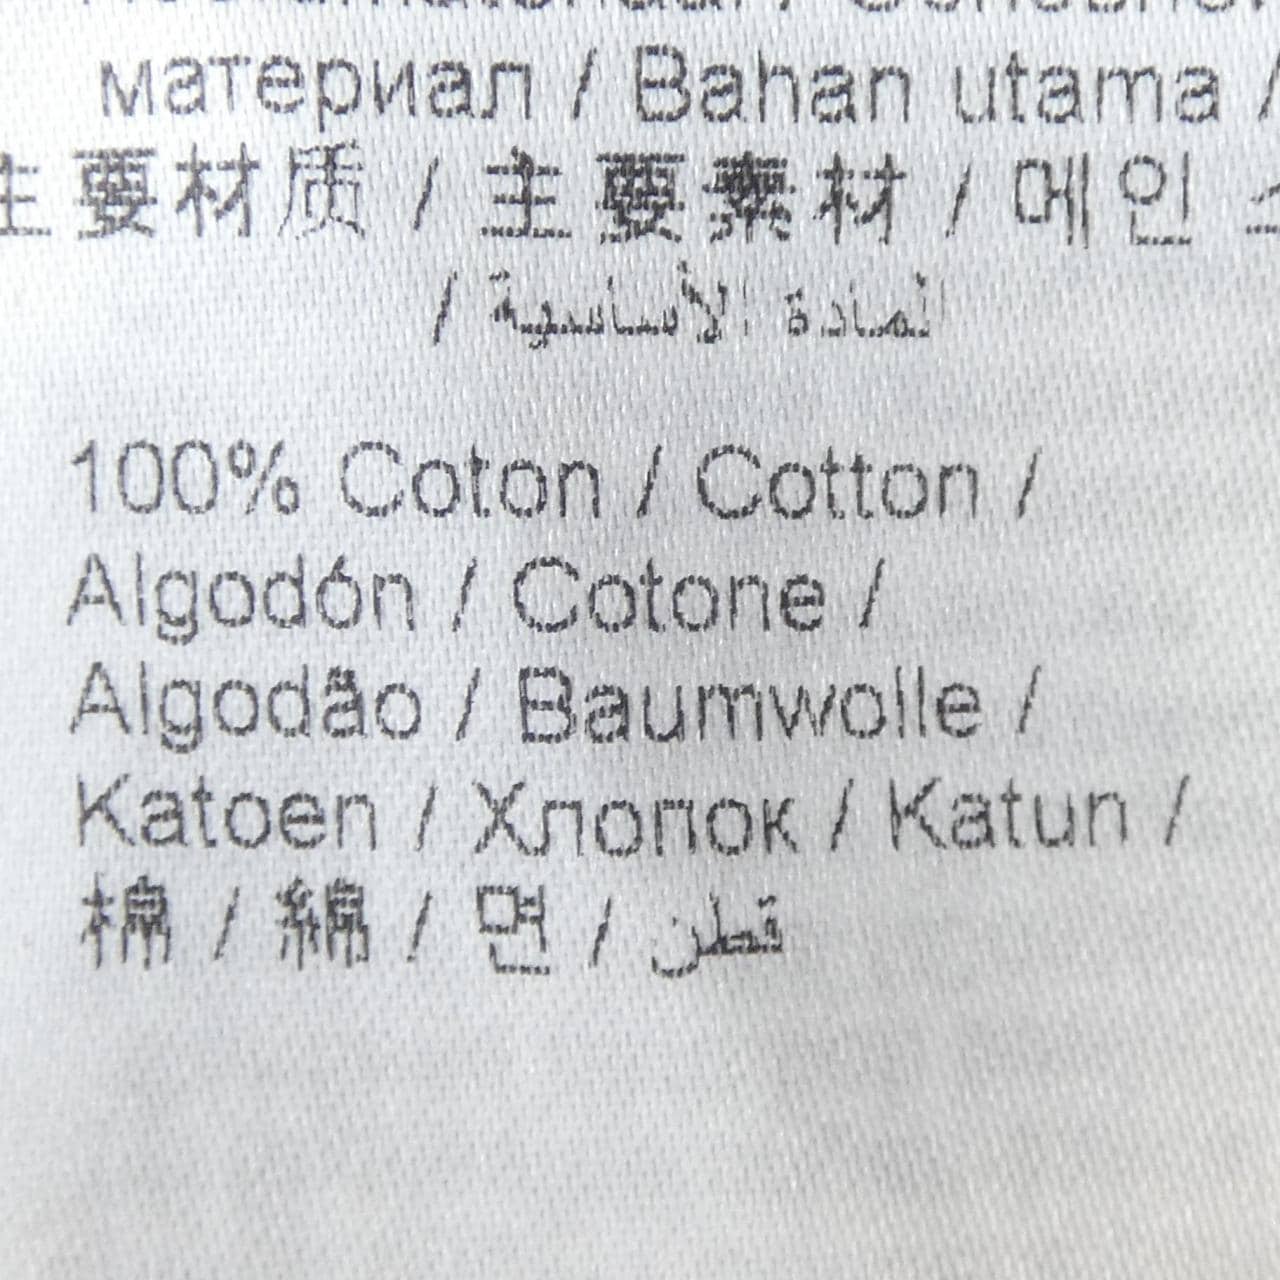 материал / Bahan utama /
主要材质 / 主要素材 / 메인
/ المادة الأساسية
100% Coton / Cotton /
Algodón / Cotone /
Algodão / Baumwolle /
Katoen / Хлопок / Katun /
棉 / 綿 / 면 / قطن